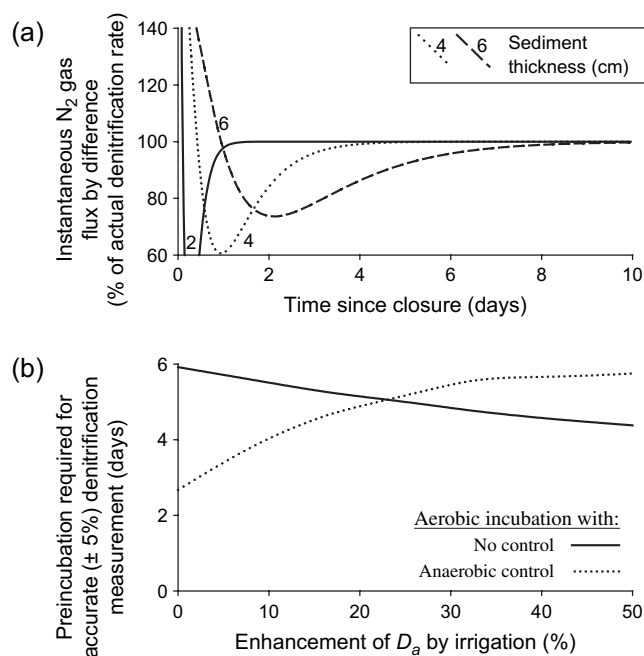 (a)
Instantaneous N₂ gas
flux by difference
(% of actual denitrification rate)
140
120
100
80
60
4 6 Sediment
thickness (cm)
6
2
4
0 2 4 6 8 10
Time since closure (days)
(b)
Preincubation required for
accurate (± 5%) denitrification
measurement (days)
6
4
2
0
Aerobic incubation with:
No control
Anaerobic control
0 10 20 30 40 50
Enhancement of Dₐ by irrigation (%)